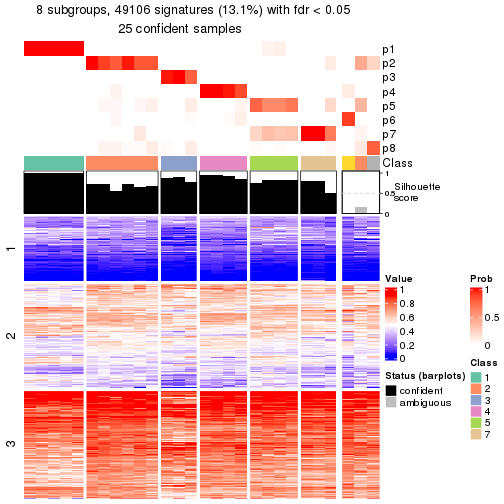 8 subgroups, 49106 signatures (13.1%) with fdr < 0.05
25 confident samples
p1
p2
p3
p4
p5
p6
p7
p8
Class
1
0.5
0
Silhouette
score
1
2
3
Value
1
0.8
0.6
0.4
0.2
0
Prob
1
0.5
0
Status (barplots)
confident
ambiguous
Class
1
2
3
4
5
7